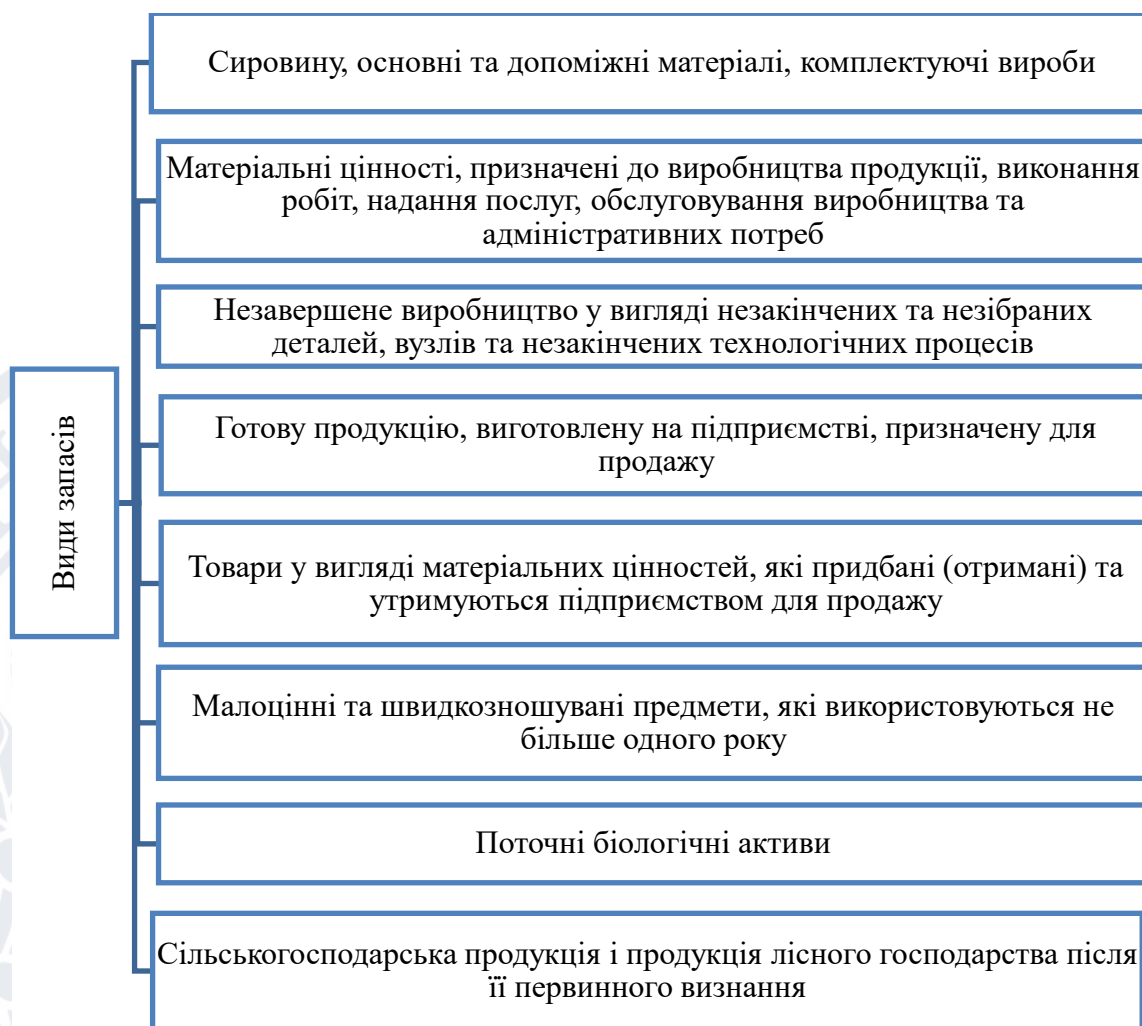 Сировину, основні та допоміжні матеріалі, комплектуючі вироби
Матеріальні цінності, призначені до виробництва продукції, виконання
робіт, надання послуг, обслуговування виробництва та
адміністративних потреб
Незавершене виробництво у вигляді незакінчених та незібраних
деталей, вузлів та незакінчених технологічних процесів
Види запасів
Готову продукцію, виготовлену на підприємстві, призначену для
продажу
Товари у вигляді матеріальних цінностей, які придбані (отримані) та
утримуються підприємством для продажу
Малоцінні та швидкозношувані предмети, які використовуються не
більше одного року
Поточні біологічні активи
Сільськогосподарська продукція і продукція лісного господарства після
її первинного визнання